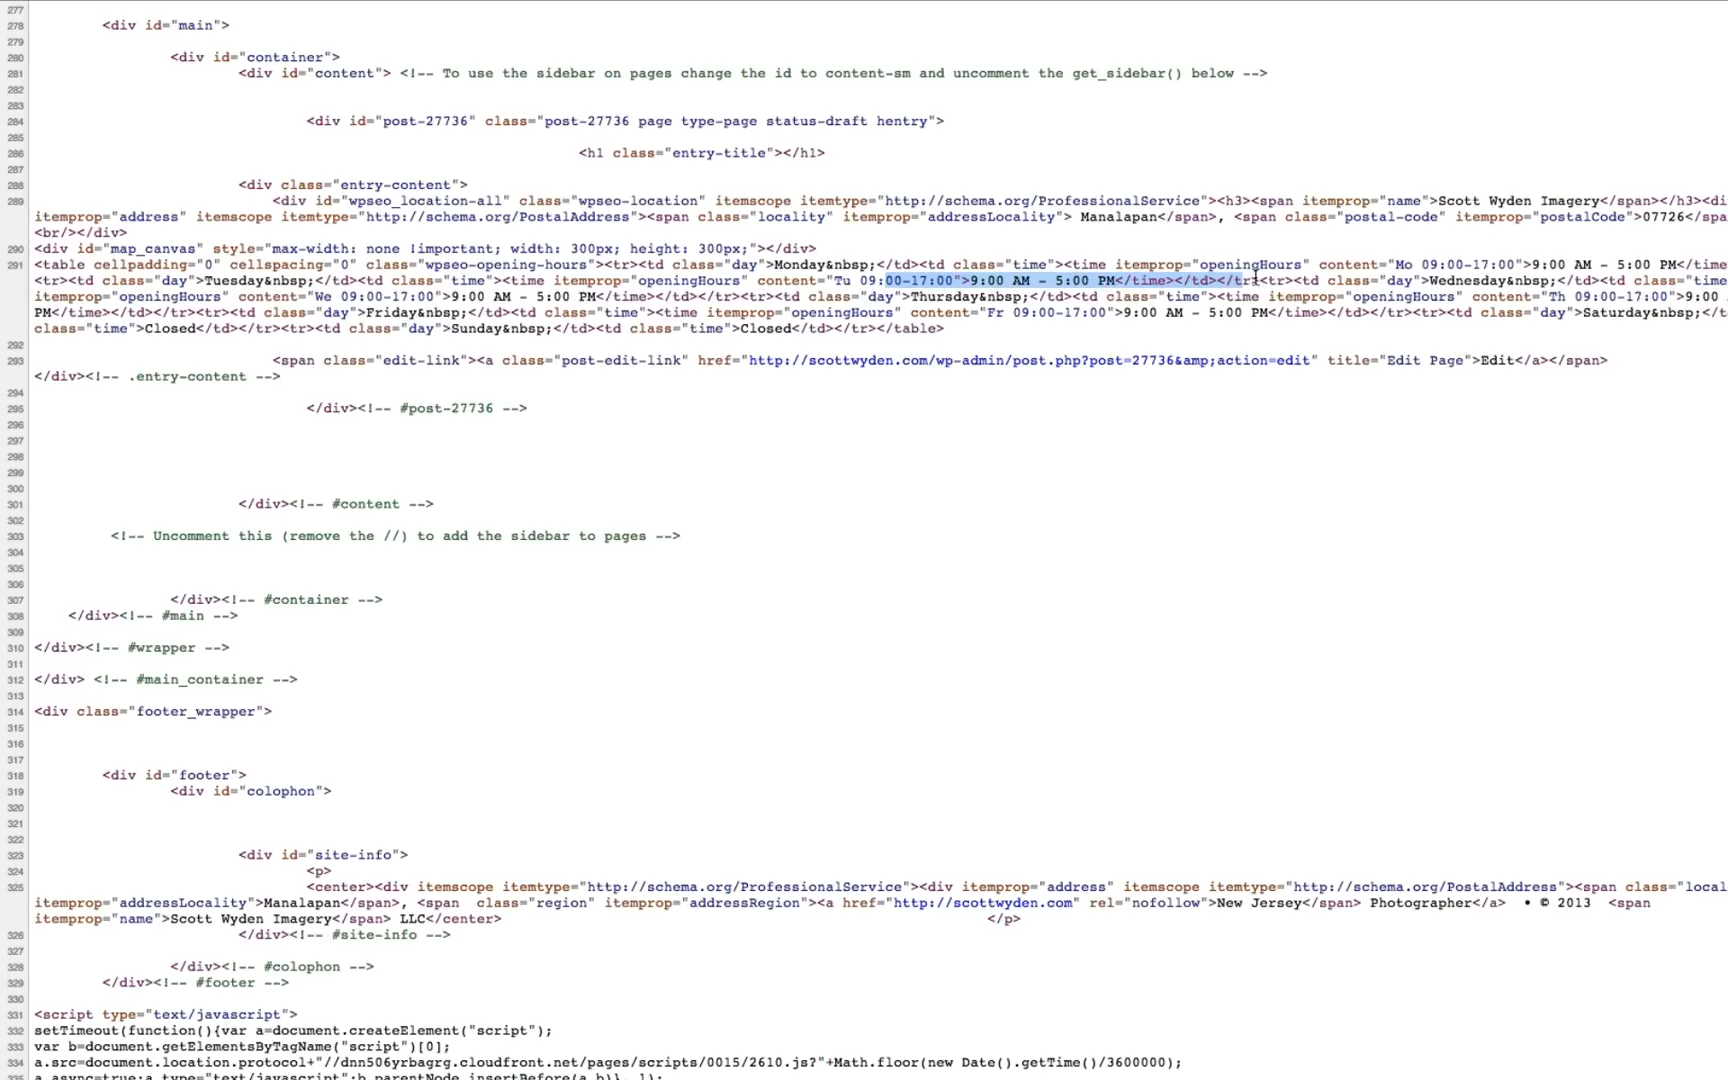 277
278 <div id="main">
279
280 <div id="container">
281 <div id="content"> <!-- To use the sidebar on pages change the id to content-sm and uncomment the get_sidebar() below -->
282
283
284 <div id="post-27736" class="post-27736 page type-page status-draft hentry">
285
286 <h1 class="entry-title"></h1>
287
288 <div class="entry-content">
289 <div id="wpseo_location-all" class="wpseo-location" itemscope itemtype="http://schema.org/ProfessionalService"><h3><span itemprop="name">Scott Wyden Imagery</span></h3><di
itemprop="address" itemscope itemtype="http://schema.org/PostalAddress"><span class="locality" itemprop="addressLocality"> Manalapan</span>, <span class="postal-code" itemprop="postalCode">07726</spa
<br/></div>
290 <div id="map_canvas" style="max-width: none !important; width: 300px; height: 300px;"></div>
291 <table cellpadding="0" cellspacing="0" class="wpseo-opening-hours"><tr><td class="day">Monday&nbsp;</td><td class="time"><time itemprop="openingHours" content="Mo 09:00-17:00">9:00 AM - 5:00 PM</time
<tr><td class="day">Tuesday&nbsp;</td><td class="time"><time itemprop="openingHours" content="Tu 09:00-17:00">9:00 AM - 5:00 PM</time></td></tr><tr><td class="day">Wednesday&nbsp;</td><td class="time
itemprop="openingHours" content="We 09:00-17:00">9:00 AM - 5:00 PM</time></td></tr><tr><td class="day">Thursday&nbsp;</td><td class="time"><time itemprop="openingHours" content="Th 09:00-17:00">9:00
PM</time></td></tr><tr><td class="day">Friday&nbsp;</td><td class="time"><time itemprop="openingHours" content="Fr 09:00-17:00">9:00 AM - 5:00 PM</time></td></tr><tr><td class="day">Saturday&nbsp;</t
class="time">Closed</td></tr><tr><td class="day">Sunday&nbsp;</td><td class="time">Closed</td></tr></table>
292
293 <span class="edit-link"><a class="post-edit-link" href="http://scottwyden.com/wp-admin/post.php?post=27736&amp;action=edit" title="Edit Page">Edit</a></span>
</div><!-- .entry-content -->
294
295 </div><!-- #post-27736 -->
296
297
298
299
300
301 </div><!-- #content -->
302
303 <!-- Uncomment this (remove the //) to add the sidebar to pages -->
304
305
306
307 </div><!-- #container -->
308 </div><!-- #main -->
309
310 </div><!-- #wrapper -->
311
312 </div> <!-- #main_container -->
313
314 <div class="footer_wrapper">
315
316
317
318 <div id="footer">
319 <div id="colophon">
320
321
322
323 <div id="site-info">
324 <p>
325 <center><div itemscope itemtype="http://schema.org/ProfessionalService"><div itemprop="address" itemscope itemtype="http://schema.org/PostalAddress"><span class="local
itemprop="addressLocality">Manalapan</span>, <span class="region" itemprop="addressRegion"><a href="http://scottwyden.com" rel="nofollow">New Jersey</span> Photographer</a> • © 2013 <span
itemprop="name">Scott Wyden Imagery</span> LLC</center> </p>
326 </div><!-- #site-info -->
327
328 </div><!-- #colophon -->
329 </div><!-- #footer -->
330
331 <script type="text/javascript">
332 setTimeout(function(){var a=document.createElement("script");
333 var b=document.getElementsByTagName("script")[0];
334 a.src=document.location.protocol+"//dnn506yrbagrg.cloudfront.net/pages/scripts/0015/2610.js?"+Math.floor(new Date().getTime()/3600000);
335 a.async=true;a.type="text/javascript";b.parentNode.insertBefore(a,b)}, 1);